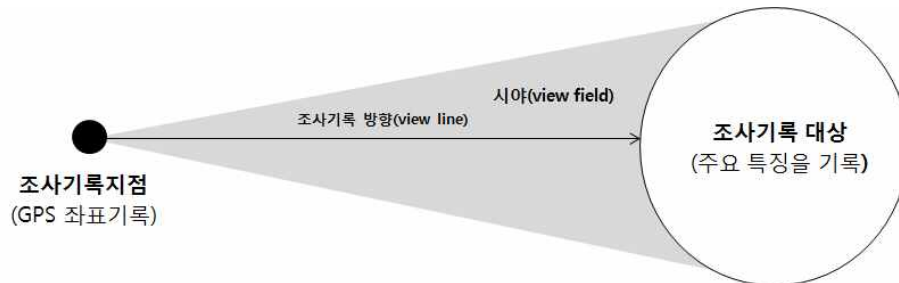 시야(view field)
조사기록 방향(view line)
조사기록 대상
(주요 특징을 기록)
조사기록지점
(GPS 좌표기록)